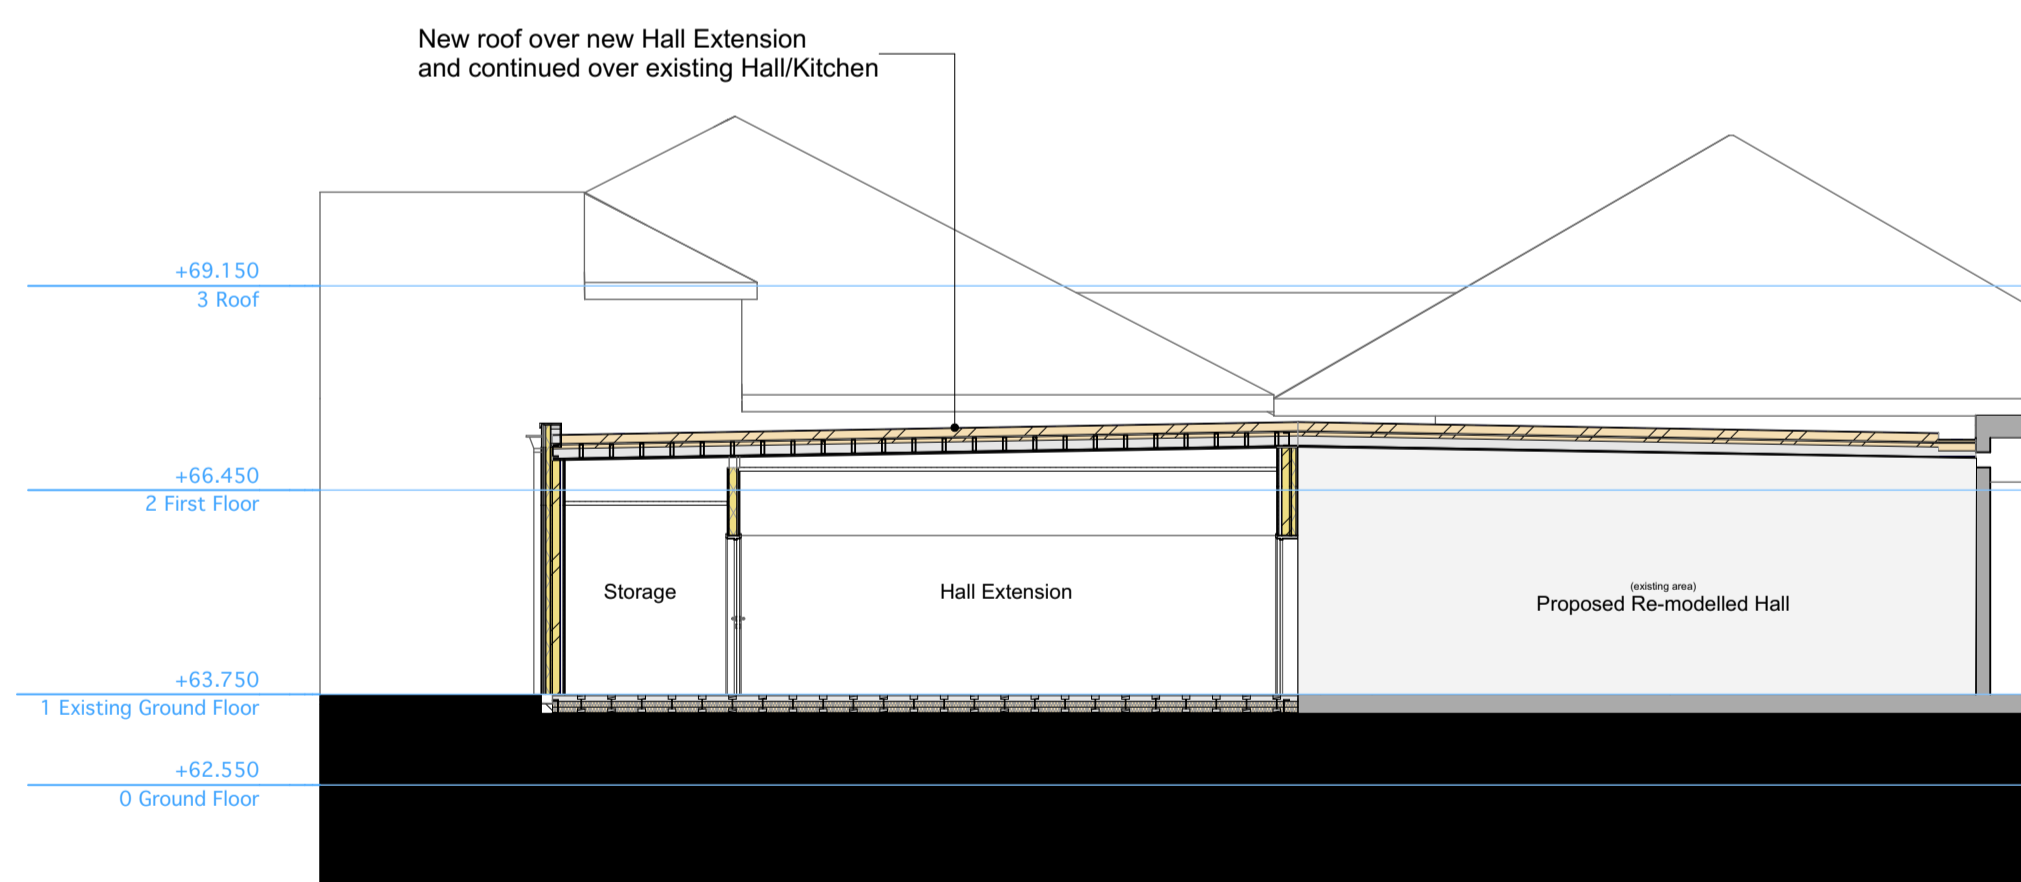 New roof over new Hall Extension
and continued over existing Hall/Kitchen
+69.150
3 Roof
+66.450
2 First Floor
Storage
Hall Extension
(existing area)
Proposed Re-modelled Hall
+63.750
1 Existing Ground Floor
+62.550
0 Ground Floor